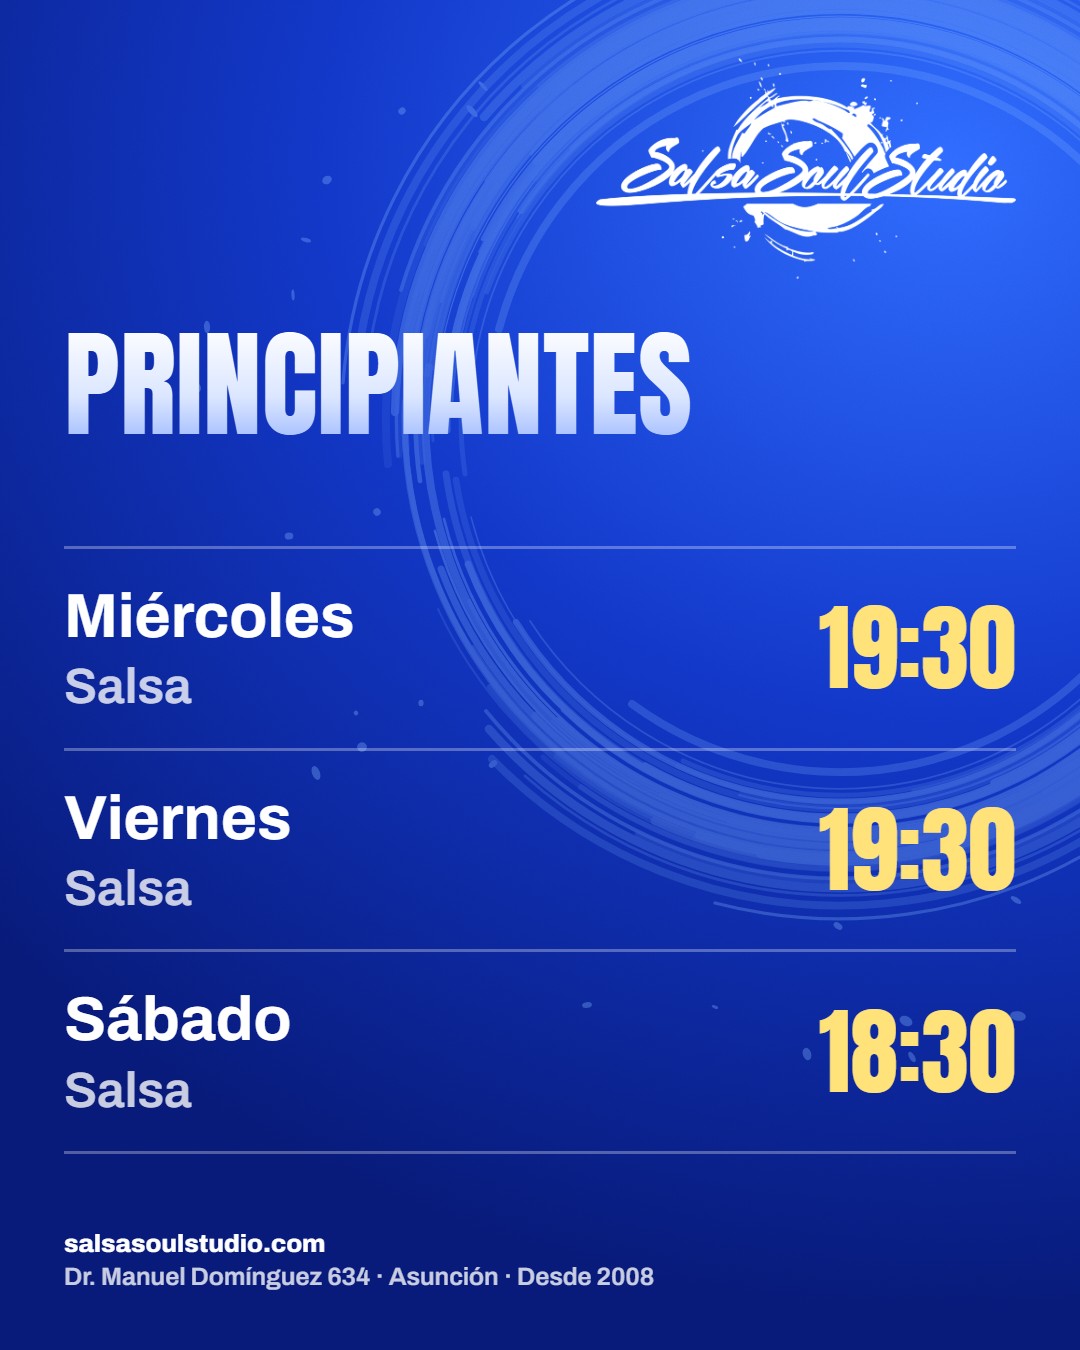 Salsa Soul Studio
PRINCIPIANTES
Miércoles
Salsa
19:30
Viernes
Salsa
19:30
Sábado
Salsa
18:30
salsasoulstudio.com
Dr. Manuel Domínguez 634 · Asunción · Desde 2008